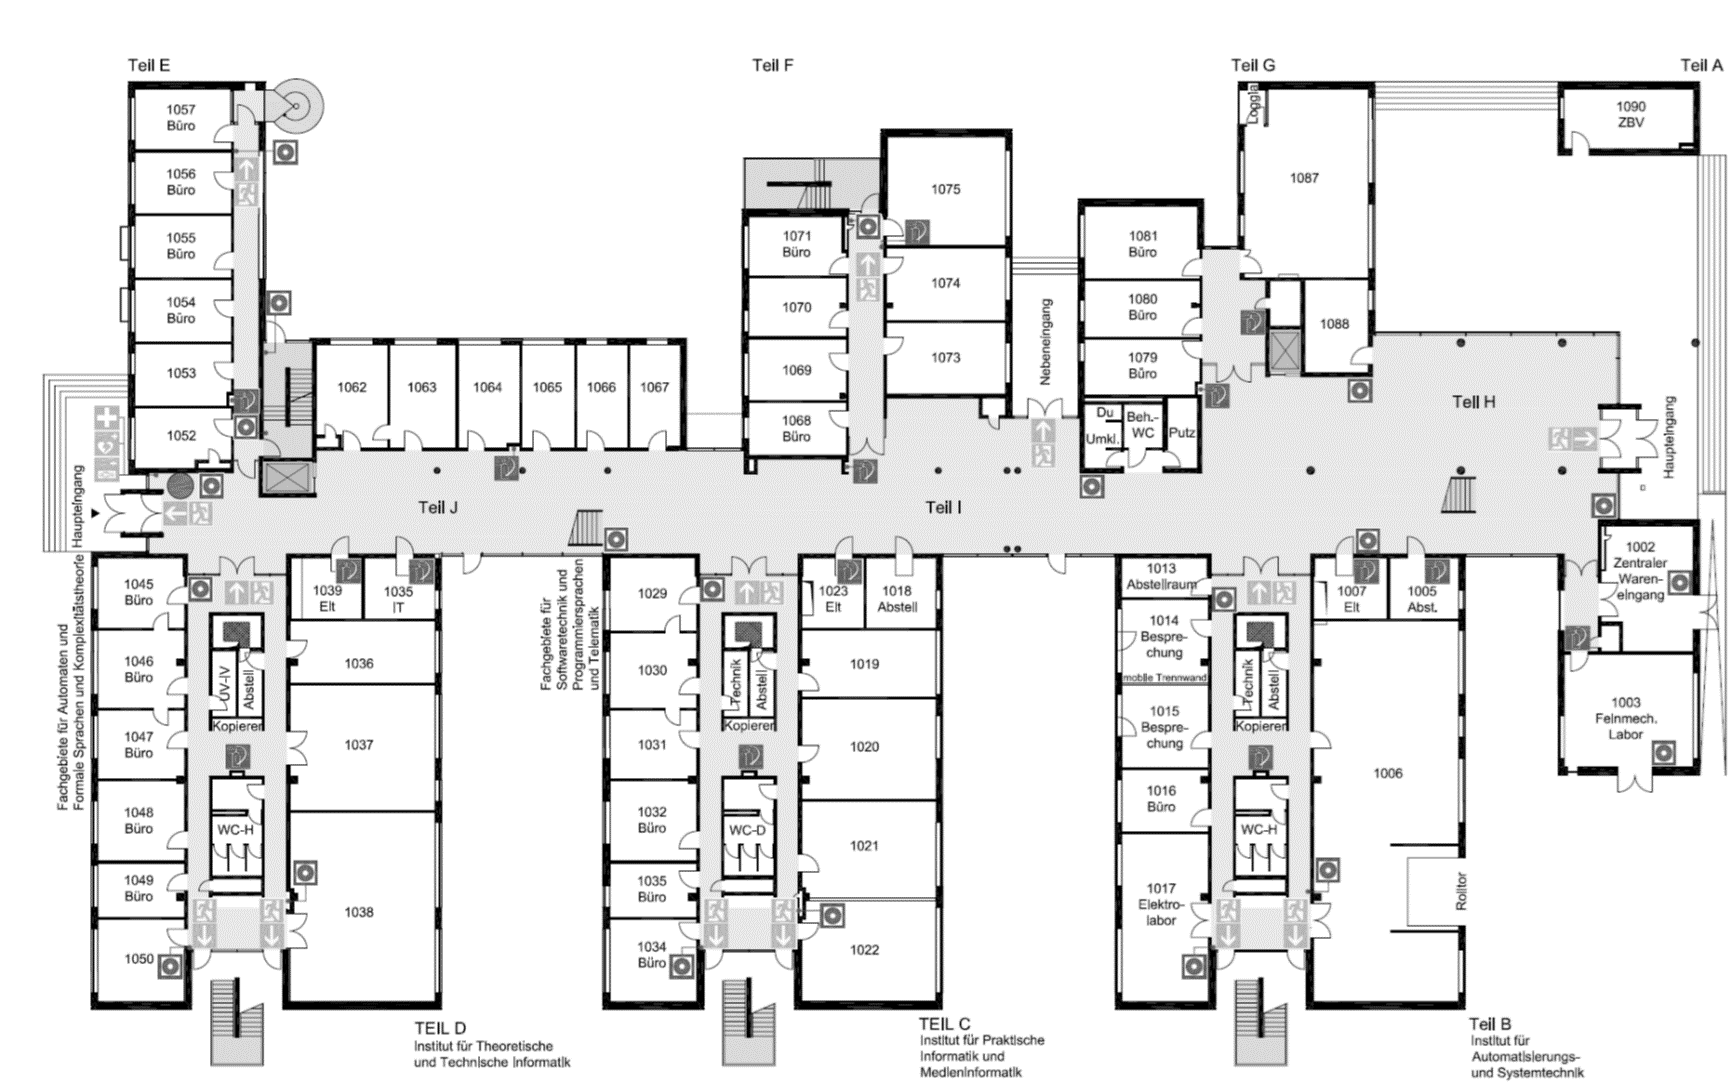 Teil E
Teil F
Teil G
Teil A
1057
Büro
1056
Büro
1055
Büro
1054
Büro
1053
1052
Haupteingang
1062
1063
1064
1065
1066
1067
1071
Büro
1070
1069
1068
Büro
1075
1074
1073
Nebeneingang
1081
Büro
1080
Büro
1079
Büro
Du
Umkl.
Beh.-
WC
Putz
Loggia
1087
1088
1090
ZBV
Teil H
Haupteingang
Teil J
Teil I
Fachgebiete für Automaten und
Formale Sprachen und Komplexitätstheorie
1045
Büro
1046
Büro
1047
Büro
1048
Büro
1049
Büro
1050
UV-IV
Abstell
Kopierer
WC-H
1039
Elt
1035
IT
1036
1037
1038
TEIL D
Institut für Theoretische
und Technische Informatik
Fachgebiete für
Softwaretechnik und
Programmiersprachen
und Telematik
1029
1030
1031
1032
Büro
1035
Büro
1034
Büro
Technik
Abstell
Kopierer
WC-D
1023
Elt
1018
Abstell
1019
1020
1021
1022
TEIL C
Institut für Praktische
Informatik und
Medieninformatik
1013
Abstellraum
1014
Bespre-
chung
mobile Trennwand
1015
Bespre-
chung
1016
Büro
1017
Elektro-
labor
Technik
Abstell
Kopierer
WC-H
1007
Elt
1005
Abst.
1006
Rolltor
Teil B
Institut für
Automatisierungs-
und Systemtechnik
1002
Zentraler
Waren-
eingang
1003
Feinmech.
Labor